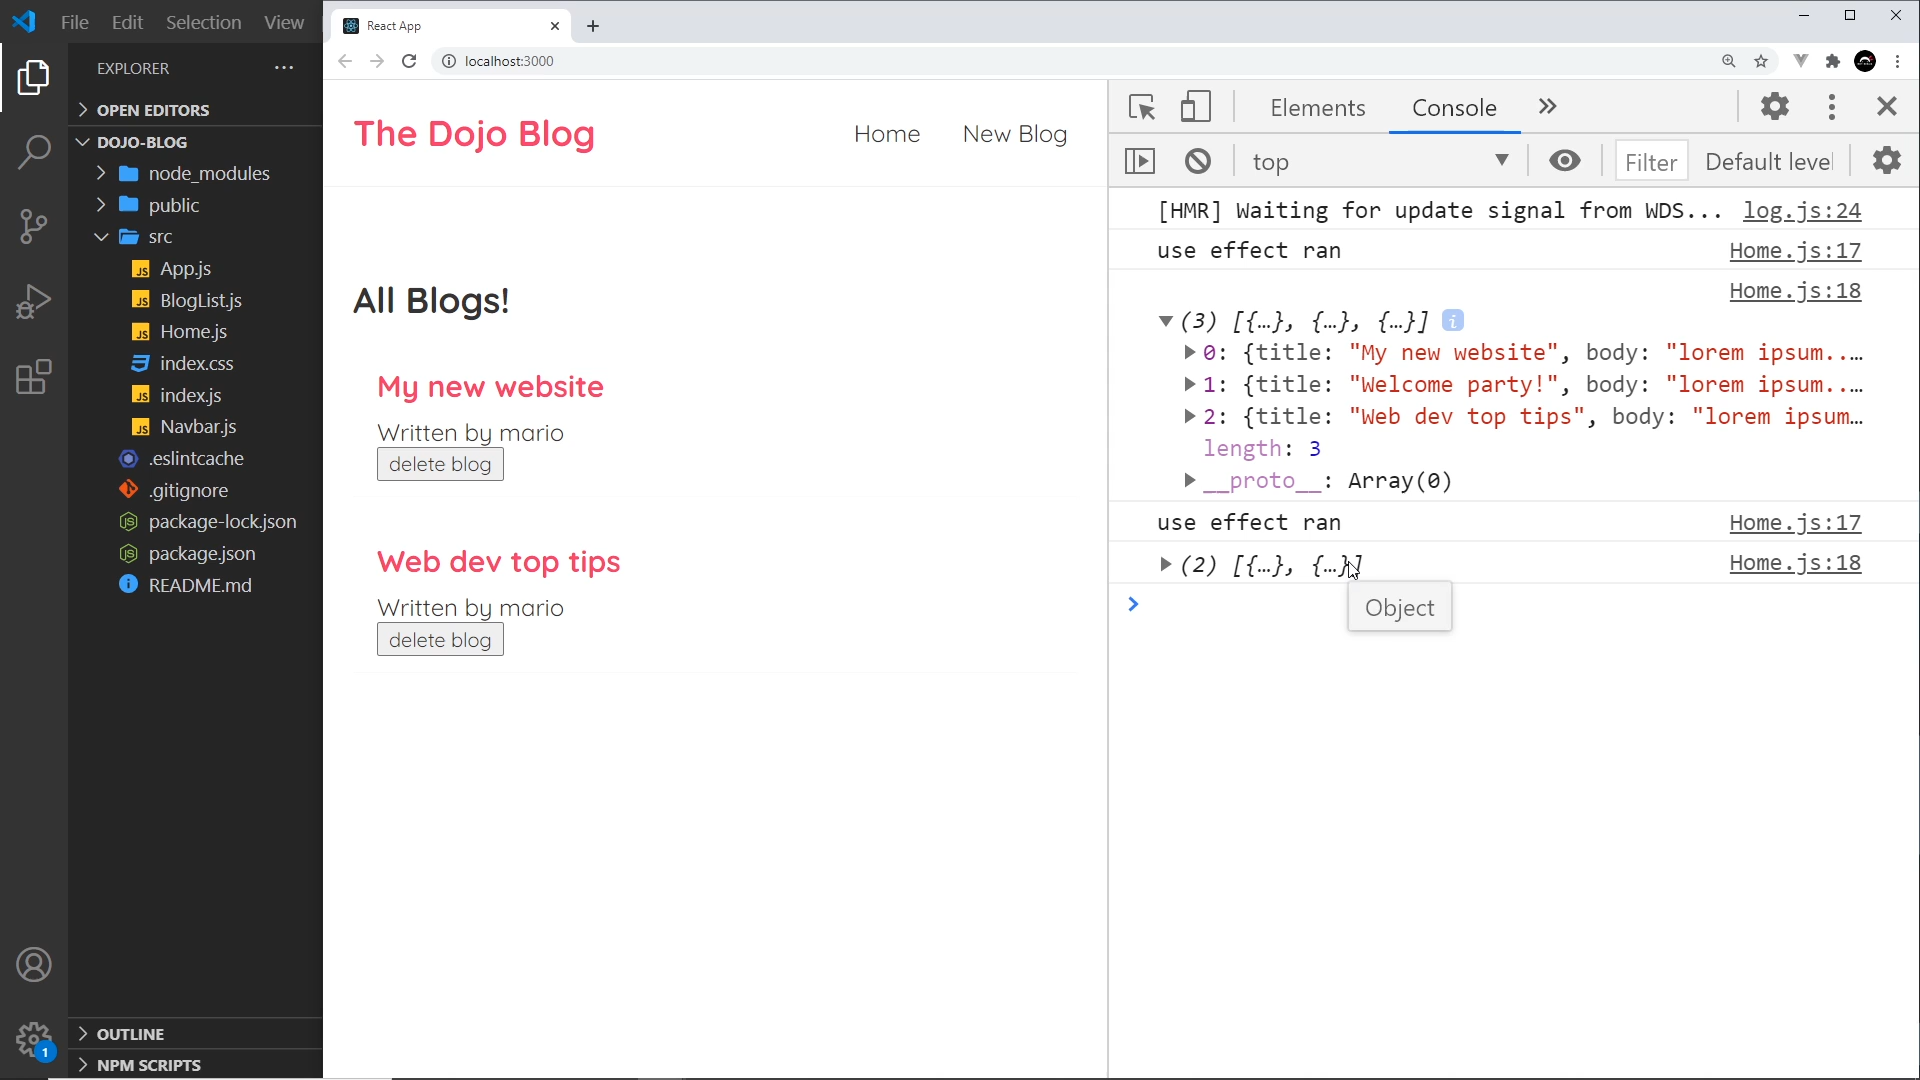 File Edit Selection View
EXPLORER
OPEN EDITORS
DOJO-BLOG
node_modules
public
src
App.js
BlogList.js
Home.js
index.css
index.js
Navbar.js
.eslintcache
.gitignore
package-lock.json
package.json
README.md
1
OUTLINE
NPM SCRIPTS
React App
localhost:3000
The Dojo Blog
Home New Blog
All Blogs!
My new website
Written by mario
delete blog
Web dev top tips
Written by mario
delete blog
Elements Console
top Filter Default level
[HMR] Waiting for update signal from WDS... log.js:24
use effect ran Home.js:17
Home.js:18
(3) [{…}, {…}, {…}] i
0: {title: "My new website", body: "lorem ipsum..…
1: {title: "Welcome party!", body: "lorem ipsum..…
2: {title: "Web dev top tips", body: "lorem ipsum…
length: 3
__proto__: Array(0)
use effect ran Home.js:17
(2) [{…}, {…}] Home.js:18
Object